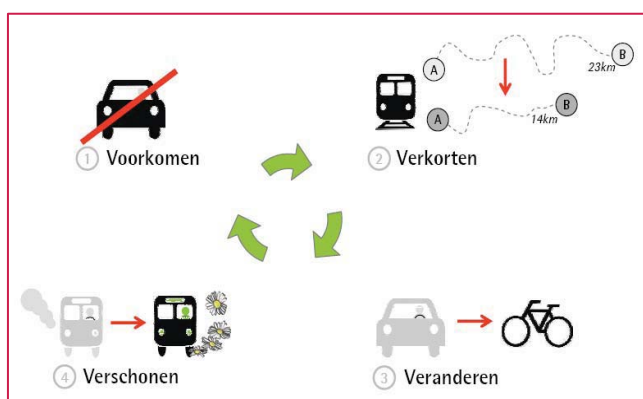 A
B
23km
A
B
14km
1 Voorkomen
2 Verkorten
4 Verschonen
3 Veranderen